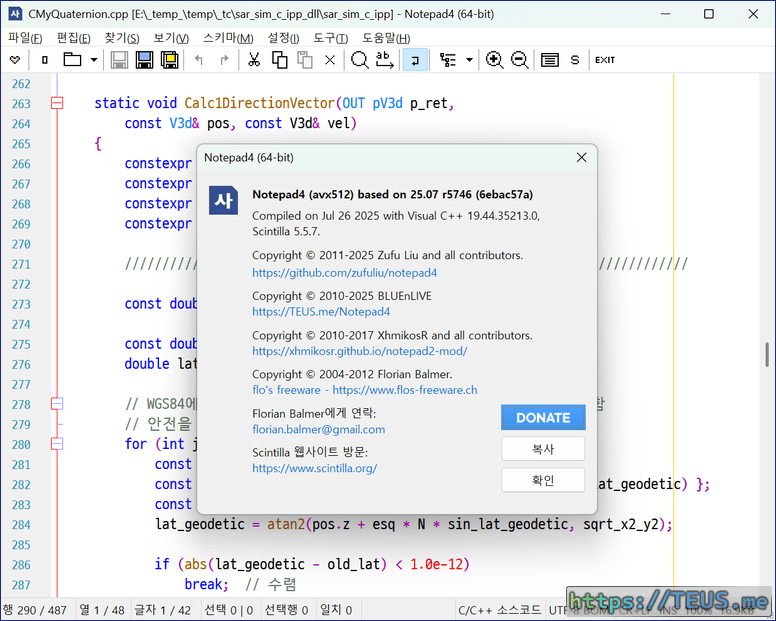 CMyQuaternion.cpp [E:\_temp_\temp\_tc\sar_sim_c_ipp_dll\sar_sim_c_ipp] - Notepad4 (64-bit)
파일(F) 편집(E) 찾기(S) 보기(V) 스키마(M) 설정(I) 도구(T) 도움말(H)
ab S EXIT
262
263 static void Calc1DirectionVector(OUT pV3d p_ret,
264 const V3d& pos, const V3d& vel)
265 {
266 constexpr
267 constexpr
268 constexpr
269 constexpr
270
271 ////////// ////////////
272
273 const doub
274
275 const doub
276 double lat
277
278 // WGS84에 함
279 // 안전을
280 for (int j
281 const
282 const at_geodetic) };
283 const
284 lat_geodetic = atan2(pos.z + esq * N * sin_lat_geodetic, sqrt_x2_y2);
285
286 if (abs(lat_geodetic - old_lat) < 1.0e-12)
287 break; // 수렴
Notepad4 (64-bit)
사
Notepad4 (avx512) based on 25.07 r5746 (6ebac57a)
Compiled on Jul 26 2025 with Visual C++ 19.44.35213.0,
Scintilla 5.5.7.
Copyright © 2011-2025 Zufu Liu and all contributors.
https://github.com/zufuliu/notepad4
Copyright © 2010-2025 BLUEnLIVE
https://TEUS.me/Notepad4
Copyright © 2010-2017 XhmikosR and all contributors.
https://xhmikosr.github.io/notepad2-mod/
Copyright © 2004-2012 Florian Balmer.
flo's freeware - https://www.flos-freeware.ch
Florian Balmer에게 연락:
florian.balmer@gmail.com
Scintilla 웹사이트 방문:
https://www.scintilla.org/
DONATE
복사
확인
행 290 / 487 열 1 / 48 글자 1 / 42 선택 0 | 0 선택행 0 일치 0 C/C++ 소스코드 UTF-8 BOM CR+LF INS 100% 16.9KB
https://TEUS.me